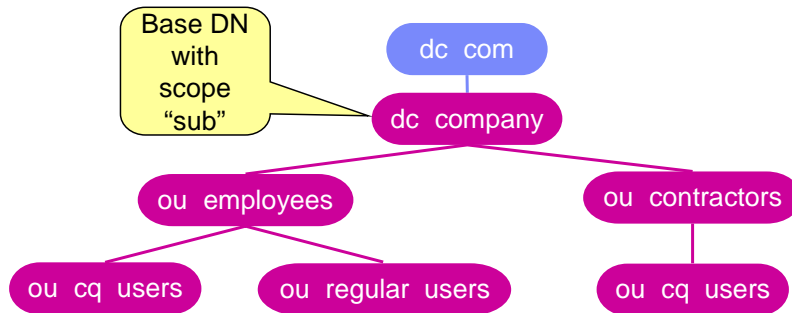 Base DN
with
scope
“sub”
dc com
dc company
ou employees
ou contractors
ou cq users
ou regular users
ou cq users